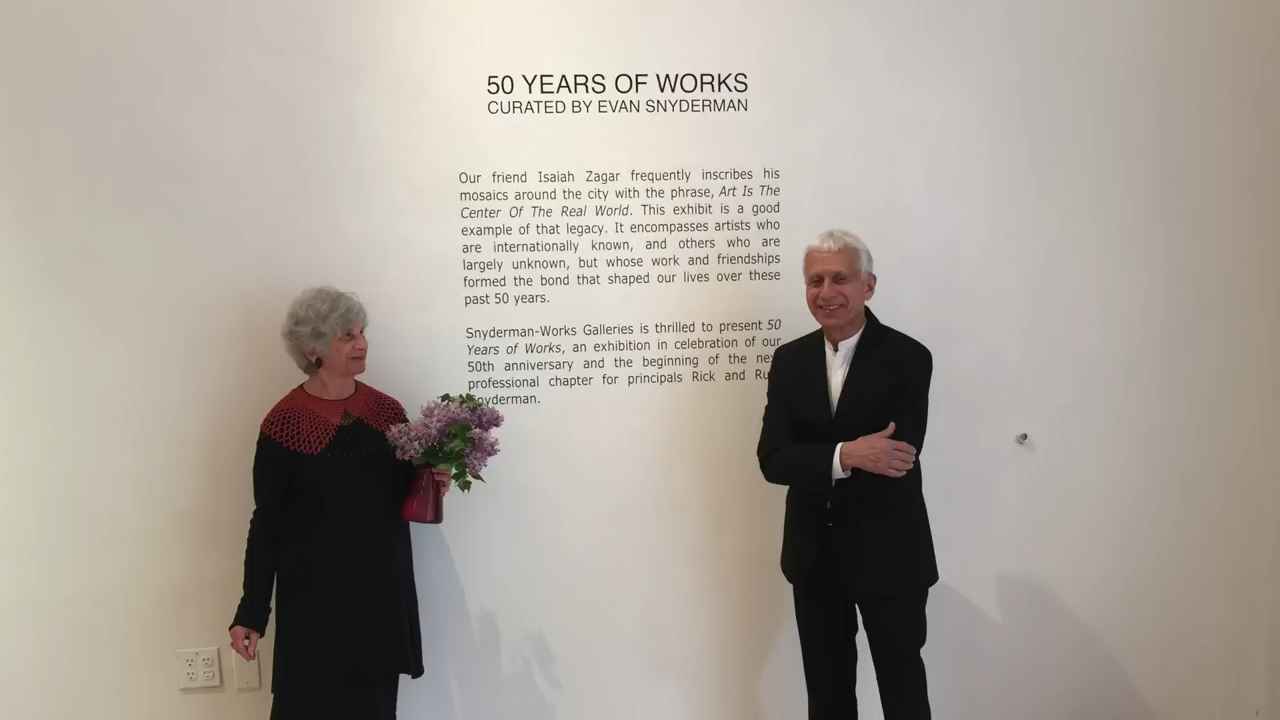 50 YEARS OF WORKS
CURATED BY EVAN SNYDERMAN
Our friend Isaiah Zagar frequently inscribes his
mosaics around the city with the phrase, Art Is The
Center Of The Real World. This exhibit is a good
example of that legacy. It encompasses artists who
are internationally known, and others who are
largely unknown, but whose work and friendships
formed the bond that shaped our lives over these
past 50 years.
Snyderman-Works Galleries is thrilled to present 50
Years of Works, an exhibition in celebration of our
50th anniversary and the beginning of the
professional chapter for principals Rick and